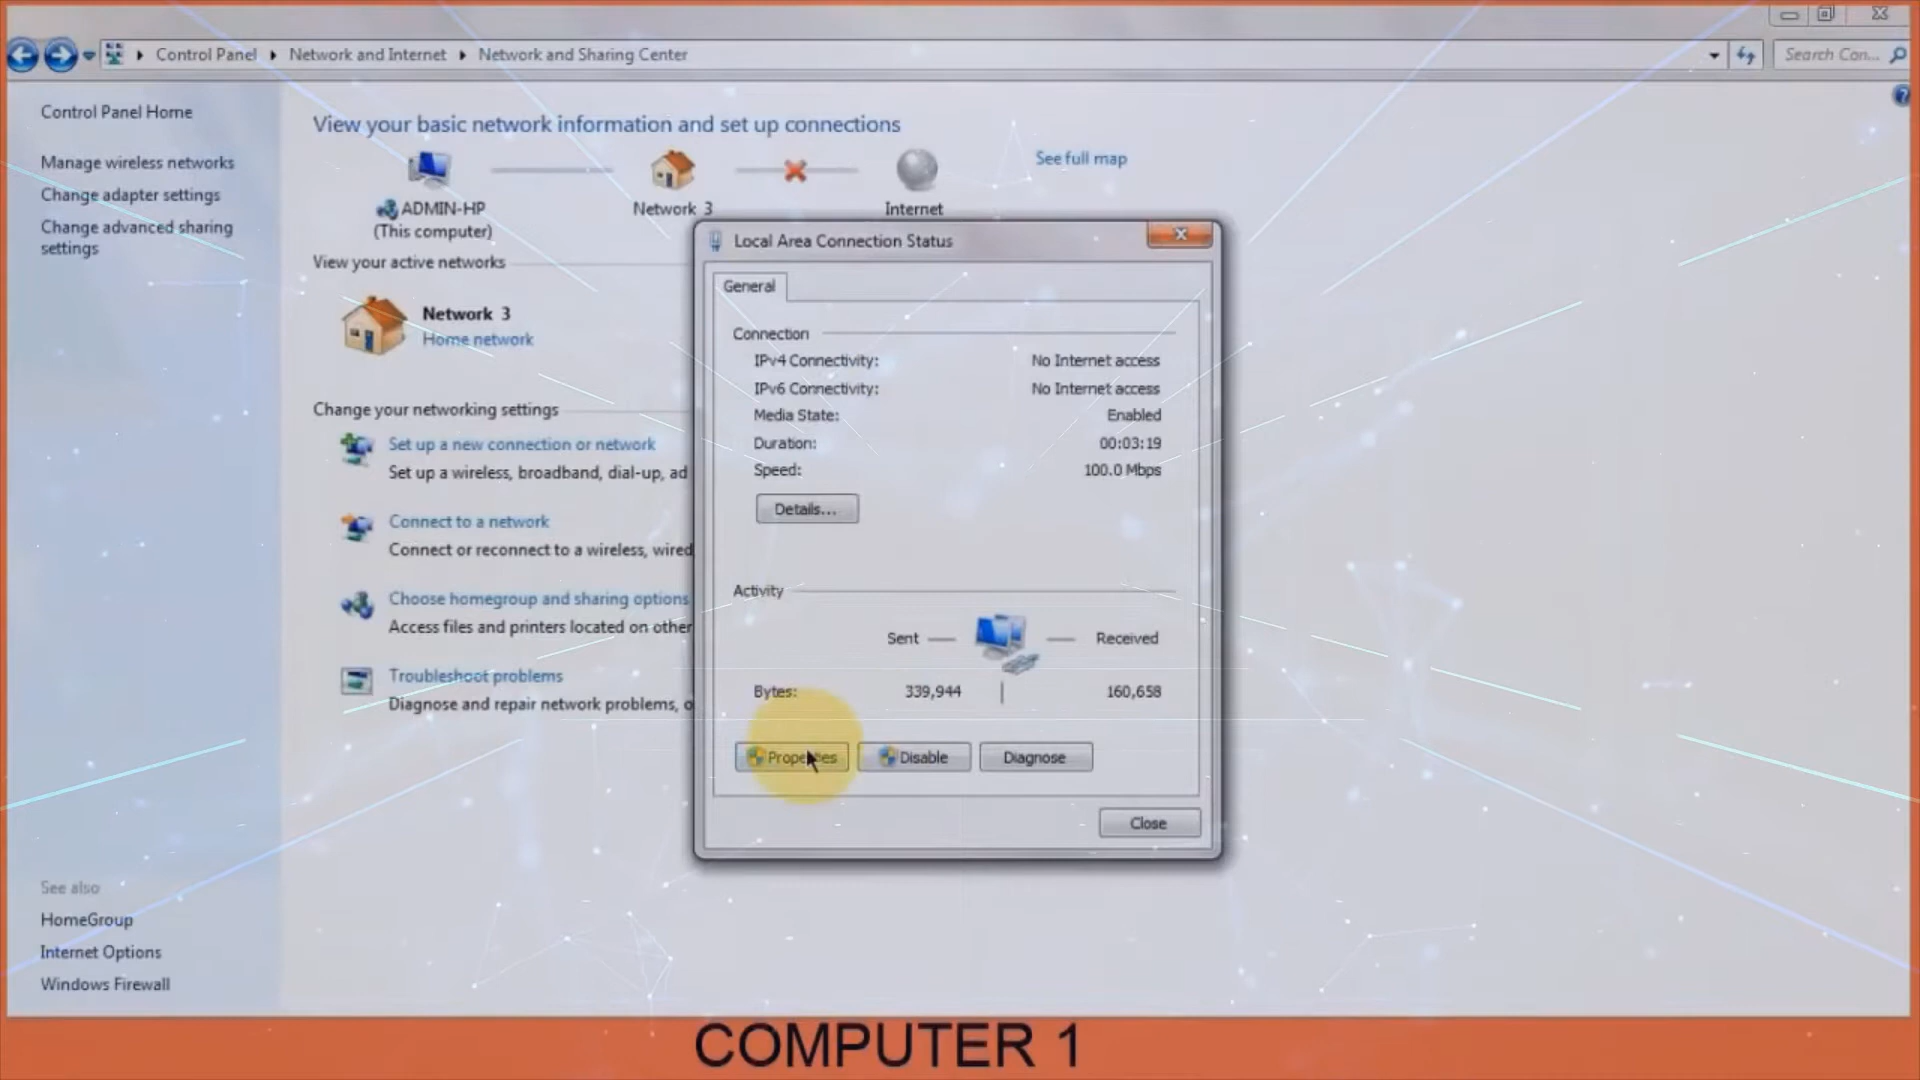 Control Panel
Network and Internet
Network and Sharing Center
Search Con...
Control Panel Home
Manage wireless networks
Change adapter settings
Change advanced sharing
settings
View your basic network information and set up connections
See full map
ADMIN-HP
(This computer)
Network 3
Internet
View your active networks
Network 3
Home network
Change your networking settings
Set up a new connection or network
Set up a wireless, broadband, dial-up, ad
Connect to a network
Connect or reconnect to a wireless, wired
Choose homegroup and sharing options
Access files and printers located on other
Troubleshoot problems
Diagnose and repair network problems, o
Local Area Connection Status
General
Connection
IPv4 Connectivity: No Internet access
IPv6 Connectivity: No Internet access
Media State: Enabled
Duration: 00:03:19
Speed: 100.0 Mbps
Details...
Activity
Sent
Received
Bytes: 339,944 160,658
Properties
Disable
Diagnose
Close
See also
HomeGroup
Internet Options
Windows Firewall
COMPUTER 1